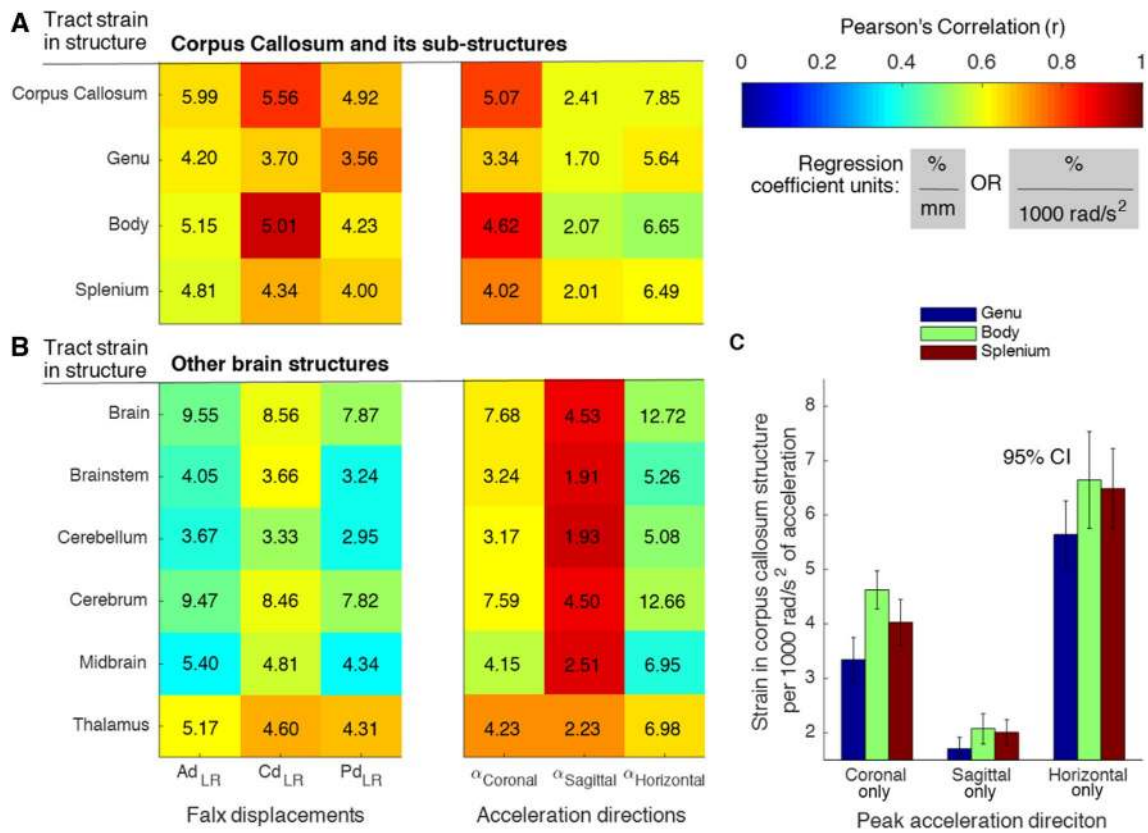 A
Tract strain
in structure
Corpus Callosum and its sub-structures
Corpus Callosum 5.99 5.56 4.92 5.07 2.41 7.85
Genu 4.20 3.70 3.56 3.34 1.70 5.64
Body 5.15 5.01 4.23 4.62 2.07 6.65
Splenium 4.81 4.34 4.00 4.02 2.01 6.49
Pearson's Correlation (r)
0 0.2 0.4 0.6 0.8 1
Regression
coefficient units:
%
mm
OR
%
1000 rad/s²
B
Tract strain
in structure
Other brain structures
Brain 9.55 8.56 7.87 7.68 4.53 12.72
Brainstem 4.05 3.66 3.24 3.24 1.91 5.26
Cerebellum 3.67 3.33 2.95 3.17 1.93 5.08
Cerebrum 9.47 8.46 7.82 7.59 4.50 12.66
Midbrain 5.40 4.81 4.34 4.15 2.51 6.95
Thalamus 5.17 4.60 4.31 4.23 2.23 6.98
Ad LR Cd LR Pd LR α Coronal α Sagittal α Horizontal
Falx displacements Acceleration directions
C
Genu
Body
Splenium
Strain in corpus callosum structure
per 1000 rad/s² of acceleration
8
7
6
5
4
3
2
95% CI
Coronal only
Sagittal only
Horizontal only
Peak acceleration direciton